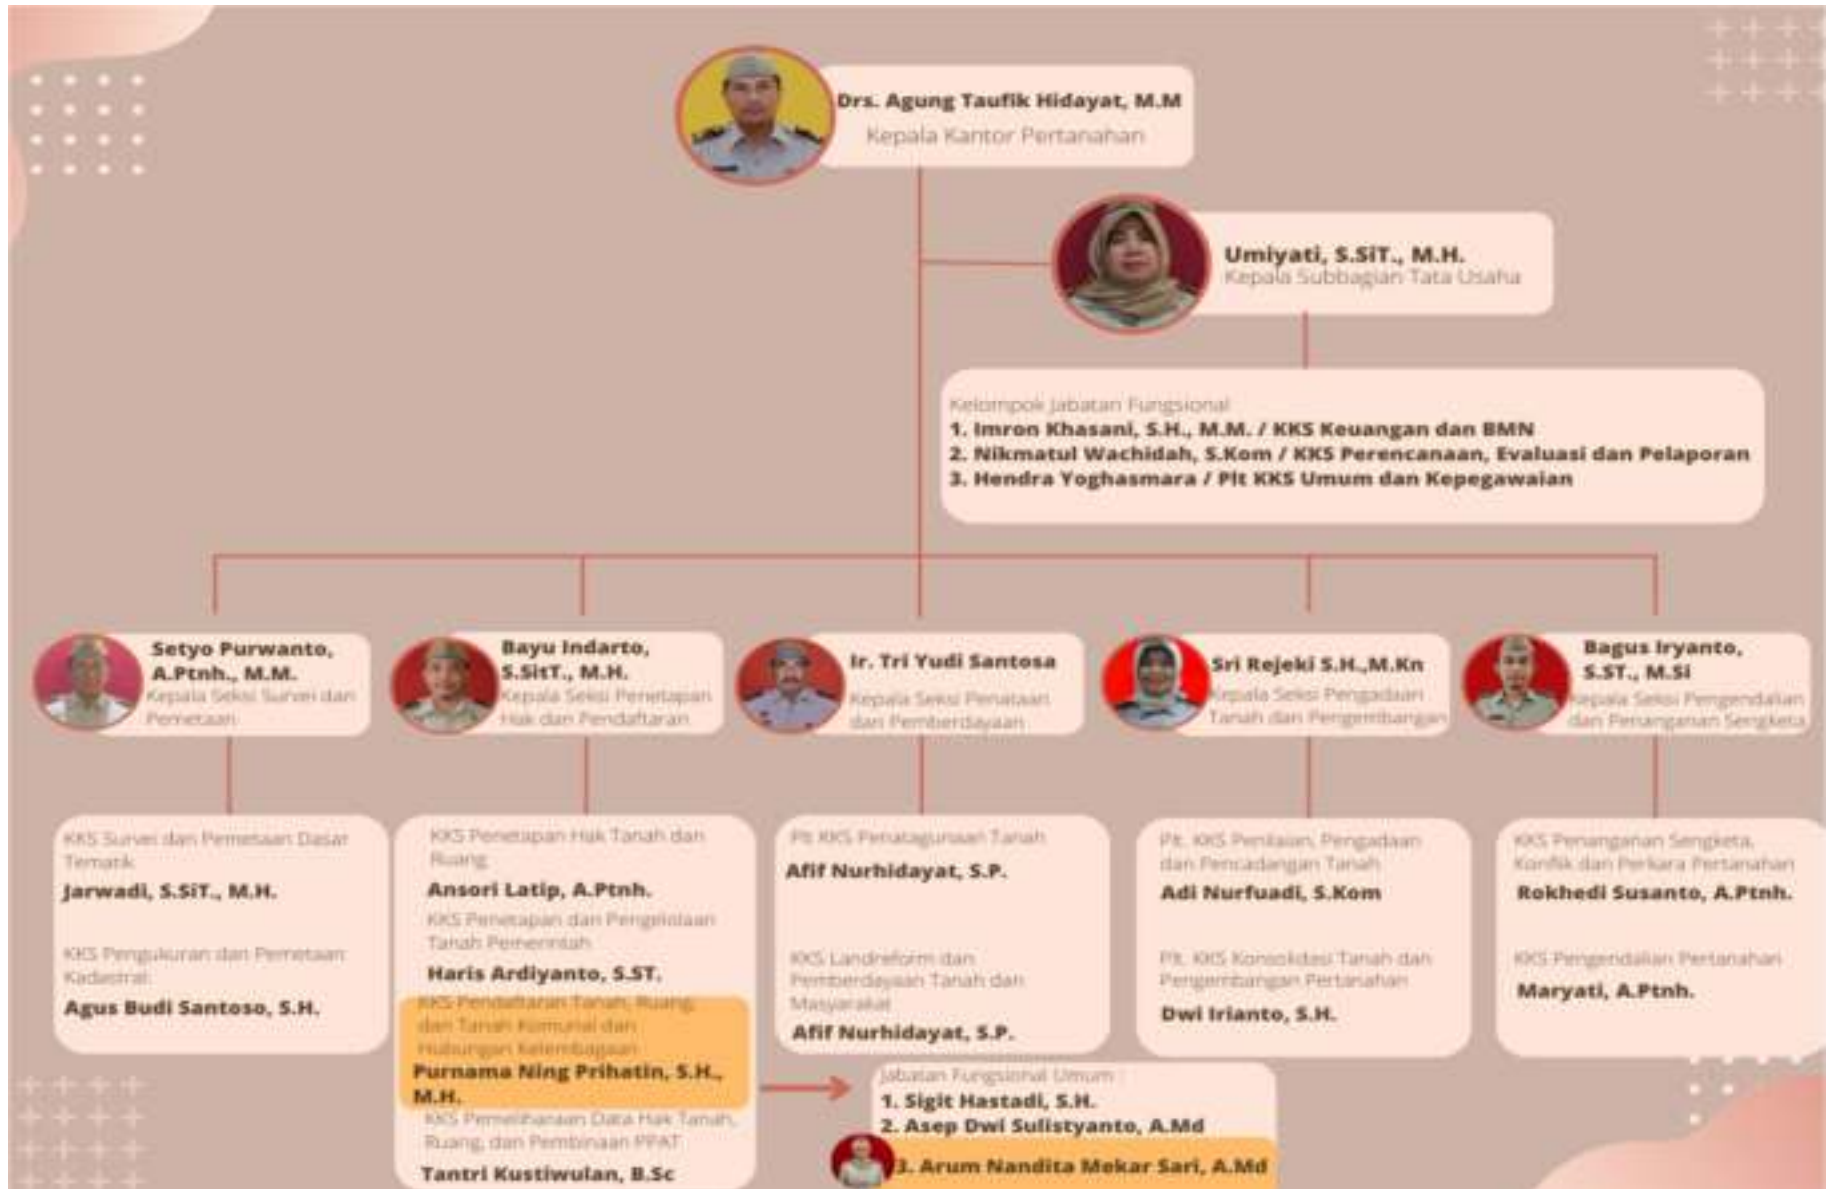 Drs. Agung Taufik Hidayat, M.M
Kepala Kantor Pertanahan
Umiyati, S.SiT., M.H.
Kepala Subbagian Tata Usaha
Kelompok Jabatan Fungsional
1. Imron Khasani, S.H., M.M. / KKS Keuangan dan BMN
2. Nikmatul Wachidah, S.Kom / KKS Perencanaan, Evaluasi dan Pelaporan
3. Hendra Yoghasmara / Plt KKS Umum dan Kepegawaian
Setyo Purwanto,
A.Ptnh., M.M.
Kepala Seksi Survei dan
Pemetaan
Bayu Indarto,
S.SitT., M.H.
Kepala Seksi Penetapan
Hak dan Pendaftaran
Ir. Tri Yudi Santosa
Kepala Seksi Penataan
dan Pemberdayaan
Sri Rejeki S.H.,M.Kn
Kepala Seksi Pengadaan
Tanah dan Pengembangan
Bagus Iryanto,
S.ST., M.Si
Kepala Seksi Pengendalian
dan Penanganan Sengketa
KKS Survei dan Pemetaan Dasar
Tematik
Jarwadi, S.SiT., M.H.
KKS Pengukuran dan Pemetaan
Kadastral
Agus Budi Santoso, S.H.
KKS Penetapan Hak Tanah dan
Ruang
Ansori Latip, A.Ptnh.
KKS Penetapan dan Pengelolaan
Tanah Pemerintah
Haris Ardiyanto, S.ST.
KKS Pendaftaran Tanah, Ruang,
dan Tanah Komunal dan
Hubungan Kelembagaan
Purnama Ning Prihatin, S.H.,
M.H.
KKS Pemeliharaan Data Hak Tanah,
Ruang, dan Pembinaan PPAT
Tantri Kustiwulan, B.Sc
Plt KKS Penatagunaan Tanah
Afif Nurhidayat, S.P.
KKS Landreform dan
Pemberdayaan Tanah dan
Masyarakat
Afif Nurhidayat, S.P.
Plt. KKS Penilaian, Pengadaan
dan Pencadangan Tanah
Adi Nurfuadi, S.Kom
Plt. KKS Konsolidasi Tanah dan
Pengembangan Pertanahan
Dwi Irianto, S.H.
KKS Penanganan Sengketa,
Konflik dan Perkara Pertanahan
Rokhedi Susanto, A.Ptnh.
KKS Pengendalian Pertanahan
Maryati, A.Ptnh.
Jabatan Fungsional Umum :
1. Sigit Hastadi, S.H.
2. Asep Dwi Sulistyanto, A.Md
3. Arum Nandita Mekar Sari, A.Md